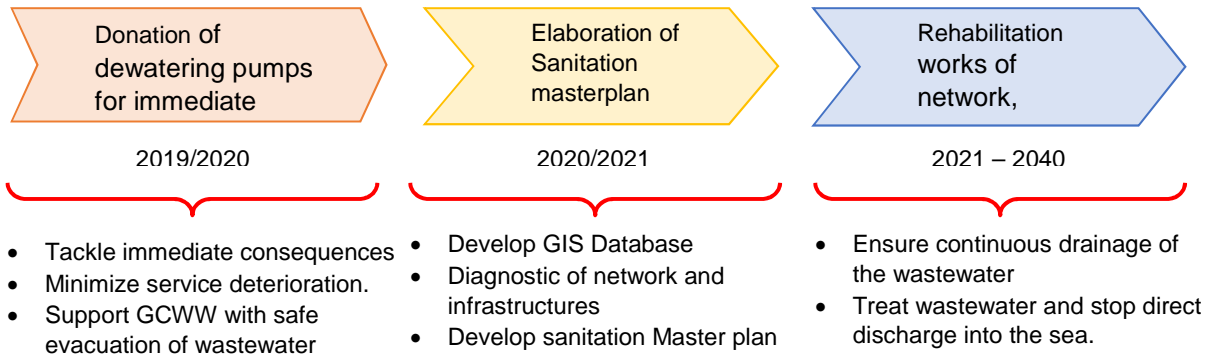 Donation of
dewatering pumps
for immediate
2019/2020
• Tackle immediate consequences
• Minimize service deterioration.
• Support GCWW with safe
evacuation of wastewater
Elaboration of
Sanitation
masterplan
2020/2021
• Develop GIS Database
• Diagnostic of network and
infrastructures
• Develop sanitation Master plan
Rehabilitation
works of
network,
2021 – 2040
• Ensure continuous drainage of
the wastewater
• Treat wastewater and stop direct
discharge into the sea.